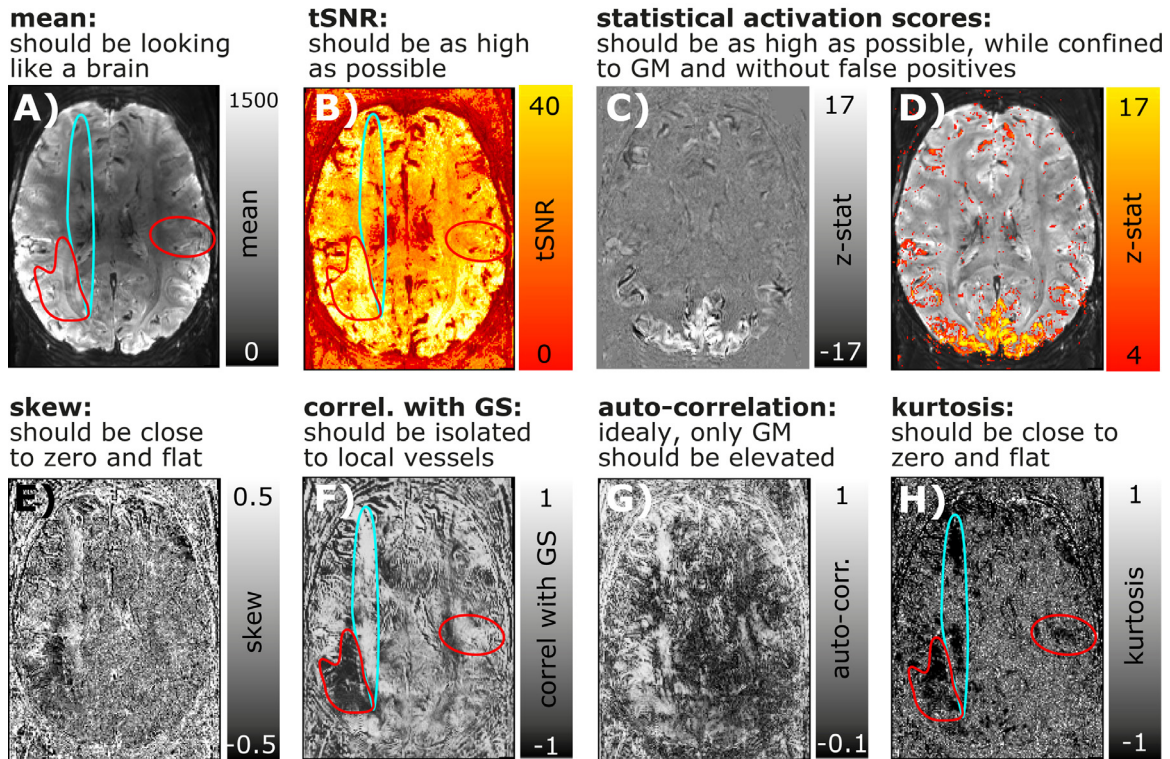 mean:
should be looking
like a brain
tSNR:
should be as high
as possible
statistical activation scores:
should be as high as possible, while confined
to GM and without false positives
A)
1500
mean
0
B)
40
tSNR
0
C)
17
z-stat
-17
D)
17
z-stat
4
skew:
should be close
to zero and flat
correl. with GS:
should be isolated
to local vessels
auto-correlation:
idealy, only GM
should be elevated
kurtosis:
should be close to
zero and flat
E)
0.5
skew
-0.5
F)
1
correl with GS
-1
G)
1
auto-corr.
-0.1
H)
1
kurtosis
-1